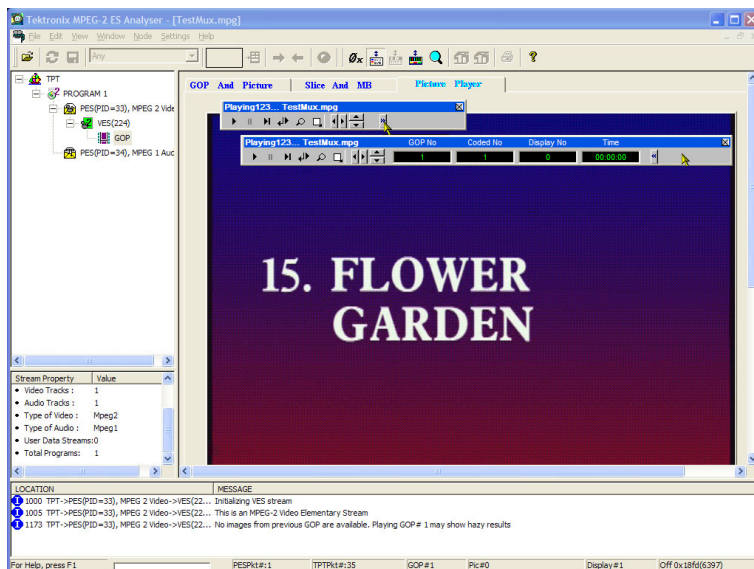 Tektronix MPEG-2 ES Analyser - [TestMux.mpg]
File Edit View Window Node Settings Help
Any
TPT
PROGRAM 1
PES(PID=33), MPEG 2 Vide
VES(224)
GOP
PES(PID=34), MPEG 1 Auc
GOP And Picture Slice And MB Picture Player
Playing123... TestMux.mpg
Playing123... TestMux.mpg GOP No Coded No Display No Time
1 1 0 00:00:00
15. FLOWER
GARDEN
Stream Property Value
Video Tracks : 1
Audio Tracks : 1
Type of Video : Mpeg2
Type of Audio : Mpeg1
User Data Streams:0
Total Programs: 1
LOCATION MESSAGE
1000 TPT->PES(PID=33), MPEG 2 Video->VES(22... Initializing VES stream
1005 TPT->PES(PID=33), MPEG 2 Video->VES(22... This is an MPEG-2 Video Elementary Stream
1173 TPT->PES(PID=33), MPEG 2 Video->VES(22... No images from previous GOP are available. Playing GOP# 1 may show hazy results
For Help, press F1 PESPkt#:1 TPTPkt#:35 GOP#1 Pic#0 Display#1 Off 0x18fd(6397)